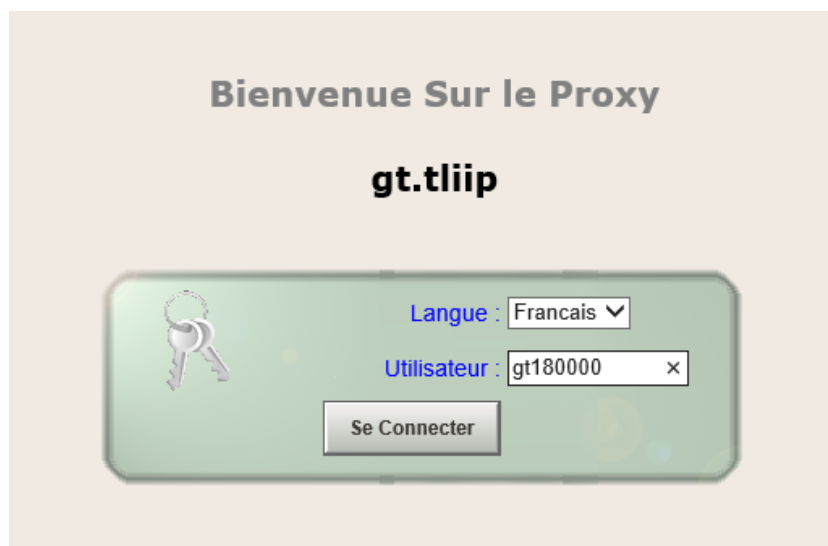 Bienvenue Sur le Proxy
gt.tliip
Langue : Francais
Utilisateur : gt180000 ×
Se Connecter